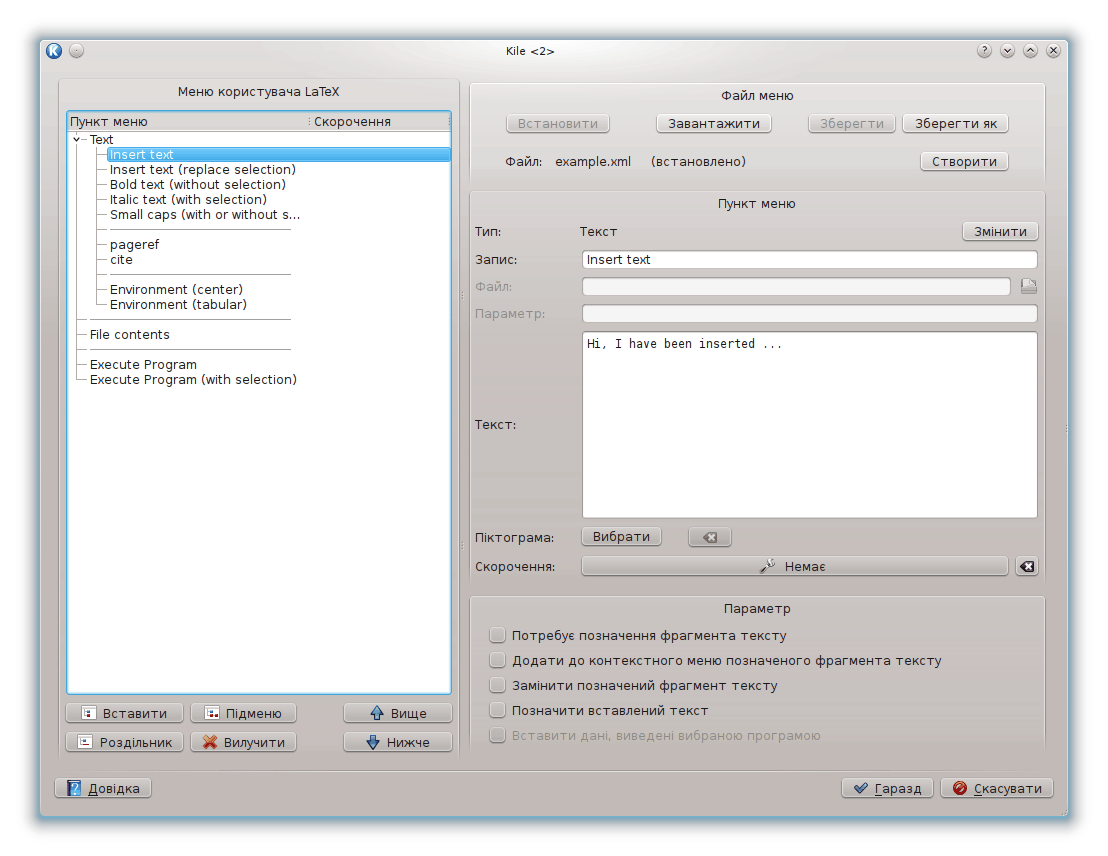 Kile <2>
Меню користувача LaTeX
Пункт меню Скорочення
Text
Insert text
Insert text (replace selection)
Bold text (without selection)
Italic text (with selection)
Small caps (with or without s...
pageref
cite
Environment (center)
Environment (tabular)
File contents
Execute Program
Execute Program (with selection)
Вставити Підменю Вище
Роздільник Вилучити Нижче
Файл меню
Встановити Завантажити Зберегти Зберегти як
Файл: example.xml (встановлено) Створити
Пункт меню
Тип: Текст Змінити
Запис: Insert text
Файл:
Параметр:
Текст: Hi, I have been inserted ...
Піктограма: Вибрати
Скорочення: Немає
Параметр
Потребує позначення фрагмента тексту
Додати до контекстного меню позначеного фрагмента тексту
Замінити позначений фрагмент тексту
Позначити вставлений текст
Вставити дані, виведені вибраною програмою
Довідка Гаразд Скасувати